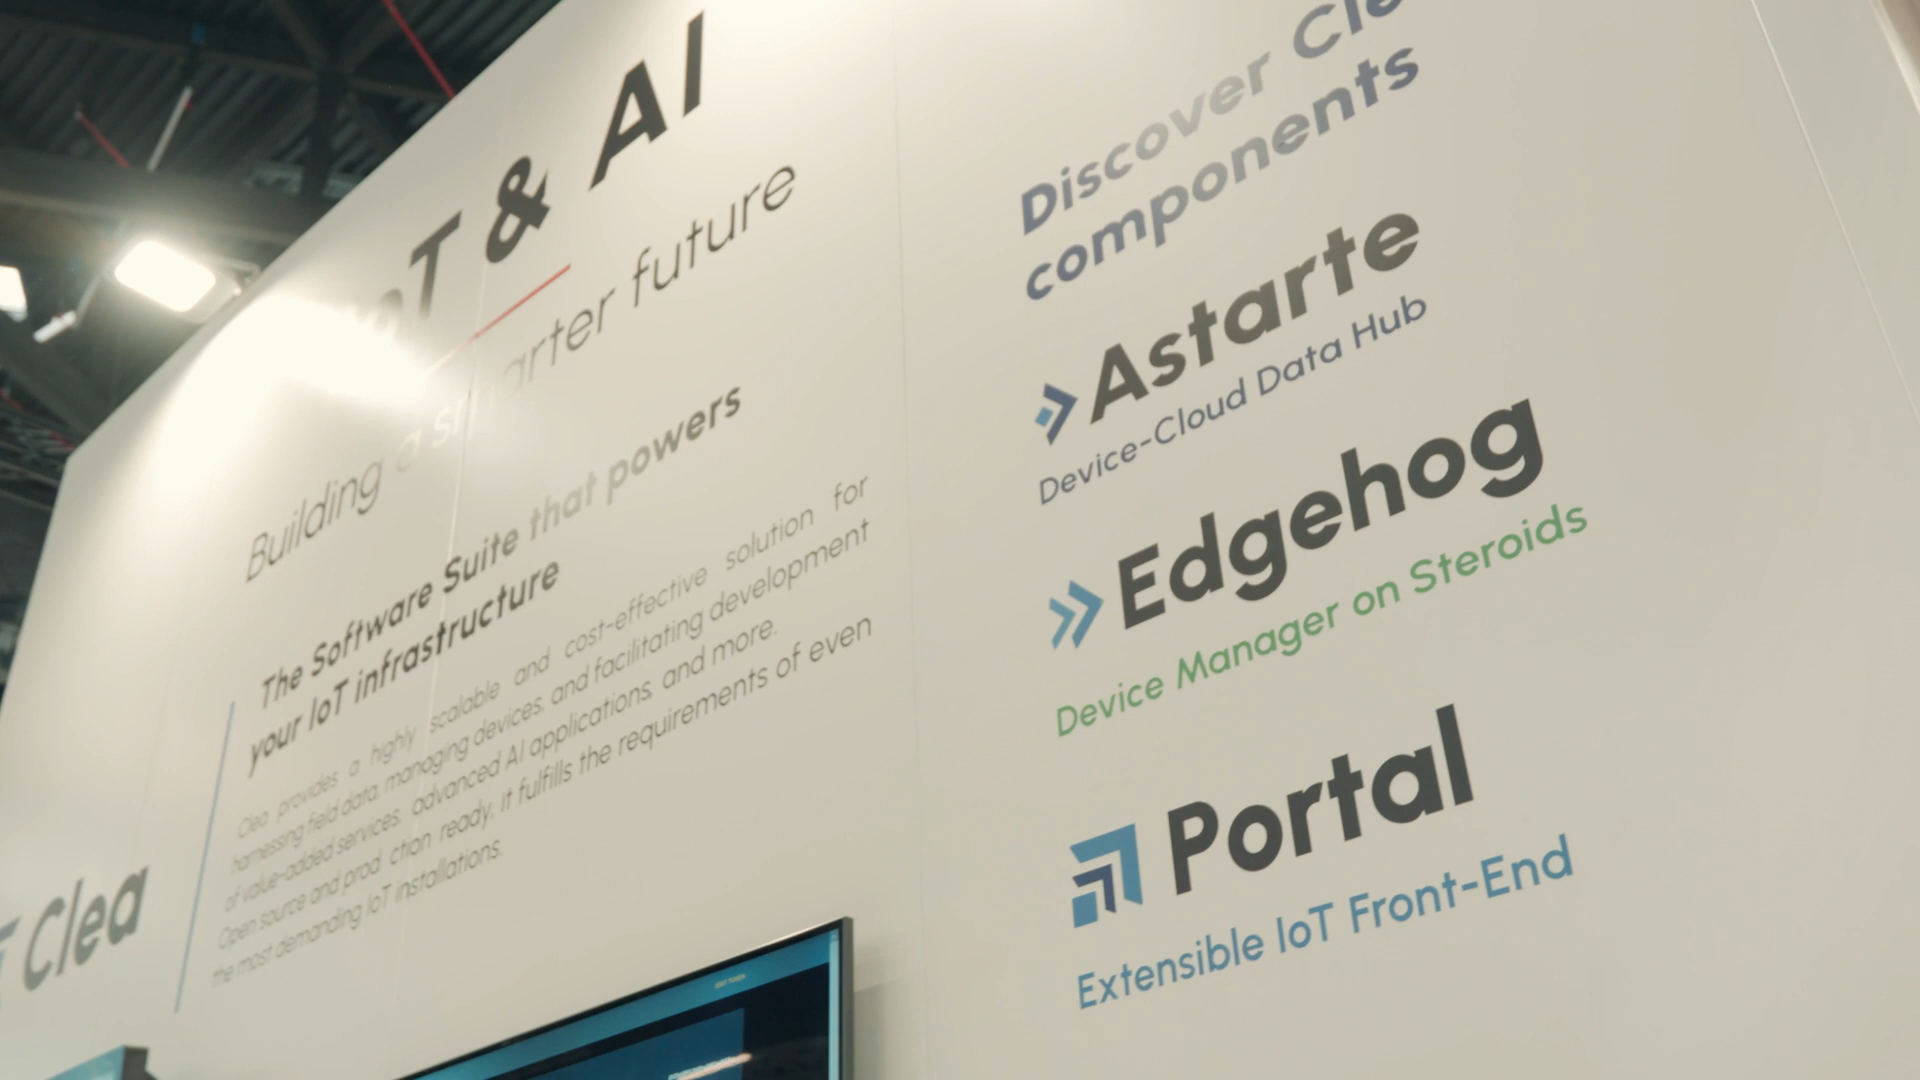 IoT & AI
Building a smarter future
The Software Suite that powers
your IoT infrastructure
Clea provides a highly scalable and cost-effective solution for
harnessing field data, managing devices, and facilitating development
of value-added services, advanced AI applications, and more.
Open source and prod ction ready, it fulfills the requirements of even
the most demanding IoT installations.
Clea
Discover Cle
components
Astarte
Device-Cloud Data Hub
Edgehog
Device Manager on Steroids
Portal
Extensible IoT Front-End